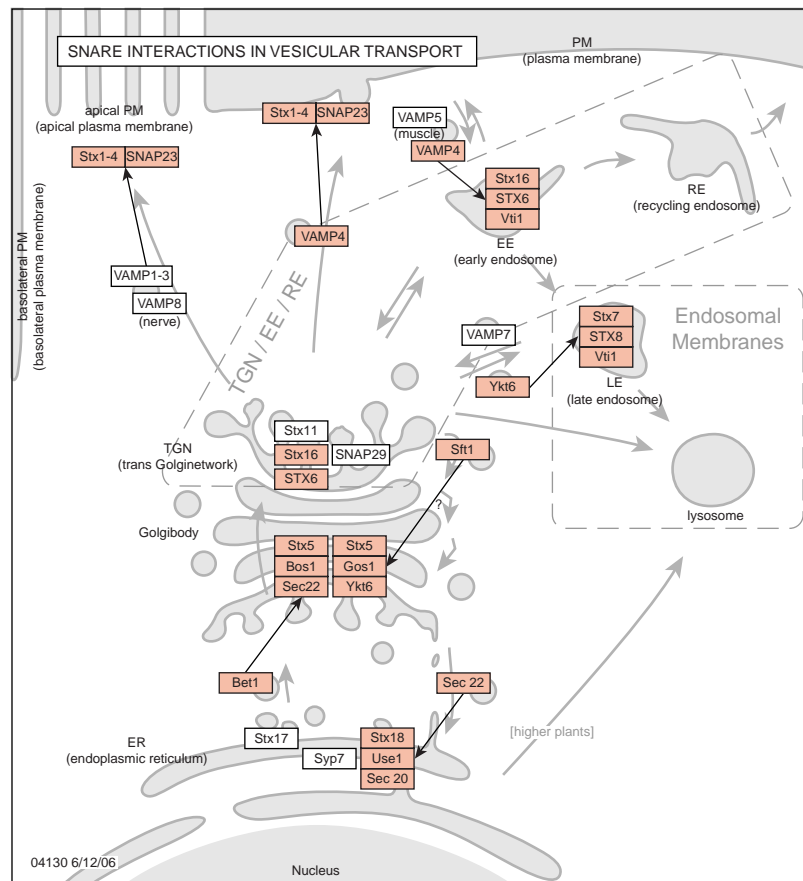 SNARE INTERACTIONS IN VESICULAR TRANSPORT
PM
(plasma membrane)
apical PM
(apical plasma membrane)
Stx1-4 SNAP23
Stx1-4 SNAP23
VAMP5
(muscle)
VAMP4
Stx16
STX6
Vti1
EE
(early endosome)
RE
(recycling endosome)
VAMP4
VAMP1-3
VAMP8
(nerve)
basolateral PM
(basolateral plasma membrane)
TGN / EE / RE
VAMP7
Ykt6
Stx7
STX8
Vti1
LE
(late endosome)
Endosomal
Membranes
lysosome
TGN
(trans Golginetwork)
Stx11
Stx16
STX6
SNAP29
Sft1
?
Golgibody
Stx5
Bos1
Sec22
Stx5
Gos1
Ykt6
Bet1
Sec 22
ER
(endoplasmic reticulum)
Stx17
Syp7
Stx18
Use1
Sec 20
[higher plants]
04130 6/12/06
Nucleus